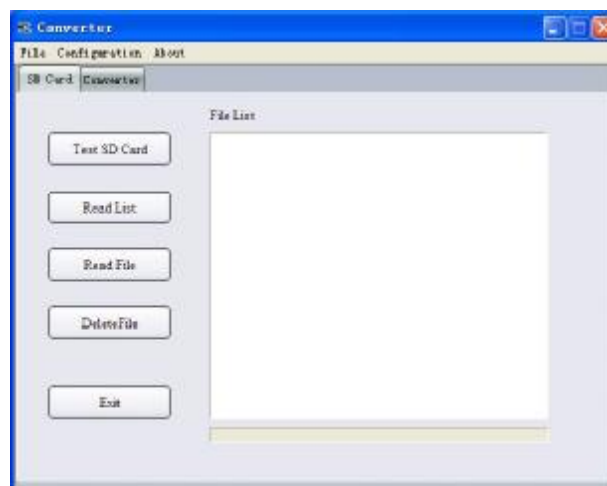 Converter
File Configuration About
SD Card Converter
File List
Test SD Card
Read List
Read File
DeleteFile
Exit